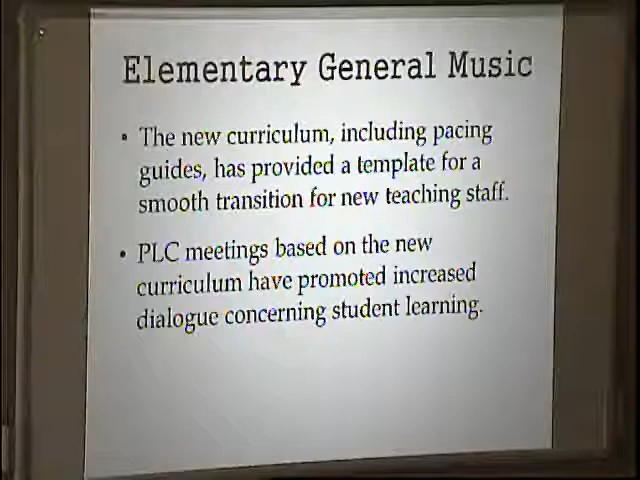 Elementary General Music
• The new curriculum, including pacing
guides, has provided a template for a
smooth transition for new teaching staff.
• PLC meetings based on the new
curriculum have promoted increased
dialogue concerning student learning.